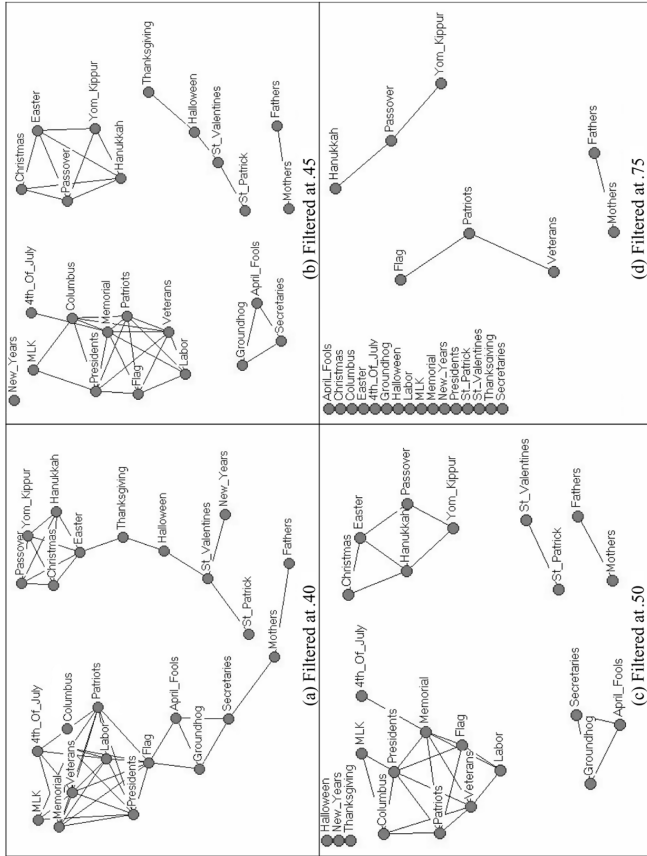 MLK
4th_Of_July
Passover
Yom_Kippur
Memorial
Veterans
Columbus
Christmas
Hanukkah
Patriots
Easter
Labor
Presidents
Flag
Thanksgiving
Halloween
April_Fools
Groundhog
St_Valentines
New_Years
Secretaries
St_Patrick
Mothers
Fathers
(a) Filtered at .40
New_Years
MLK
4th_Of_July
Columbus
Christmas
Easter
Presidents
Memorial
Patriots
Passover
Yom_Kippur
Flag
Veterans
Hanukkah
Labor
Thanksgiving
Halloween
St_Valentines
Groundhog
April_Fools
St_Patrick
Secretaries
Mothers
Fathers
(b) Filtered at .45
Halloween
New_Years
Thanksgiving
MLK
4th_Of_July
Christmas
Easter
Columbus
Presidents
Hanukkah
Passover
Memorial
Patriots
Flag
Yom_Kippur
Veterans
Labor
St_Valentines
St_Patrick
Secretaries
Groundhog
April_Fools
Fathers
Mothers
(c) Filtered at .50
April_Fools
Christmas
Columbus
Easter
4th_Of_July
Groundhog
Halloween
Labor
MLK
Memorial
New_Years
Presidents
St_Patrick
St_Valentines
Thanksgiving
Secretaries
Hanukkah
Passover
Yom_Kippur
Flag
Patriots
Veterans
Fathers
Mothers
(d) Filtered at .75